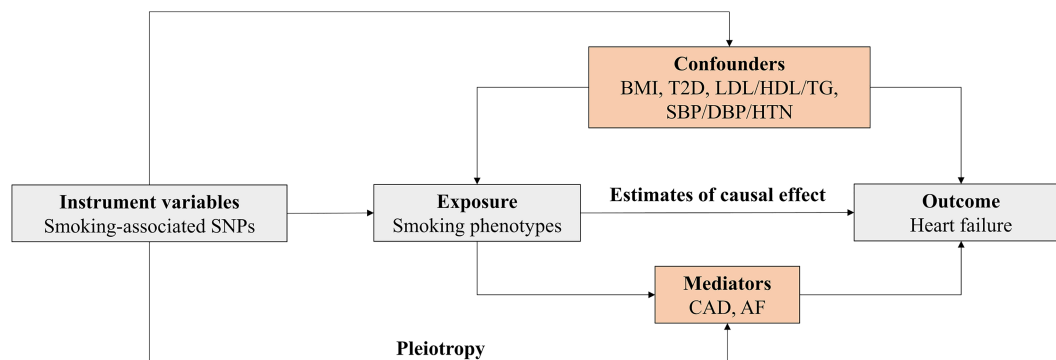 Confounders
BMI, T2D, LDL/HDL/TG,
SBP/DBP/HTN
Instrument variables
Smoking-associated SNPs
Exposure
Smoking phenotypes
Estimates of causal effect
Outcome
Heart failure
Mediators
CAD, AF
Pleiotropy